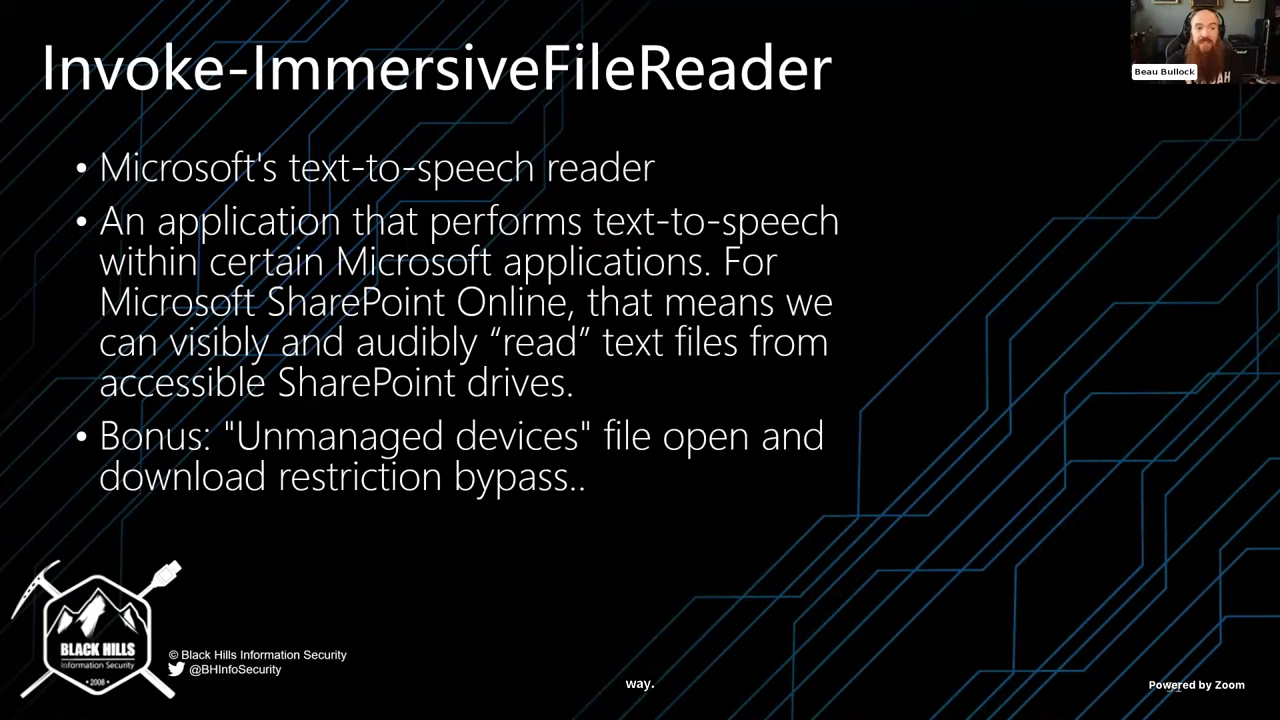 Invoke-ImmersiveFileReader
Beau Bullock
• Microsoft's text-to-speech reader
• An application that performs text-to-speech
within certain Microsoft applications. For
Microsoft SharePoint Online, that means we
can visibly and audibly “read” text files from
accessible SharePoint drives.
• Bonus: "Unmanaged devices" file open and
download restriction bypass..
BLACK HILLS
Information Security
• 2008 •
© Black Hills Information Security
@BHInfoSecurity
way.
Powered by Zoom